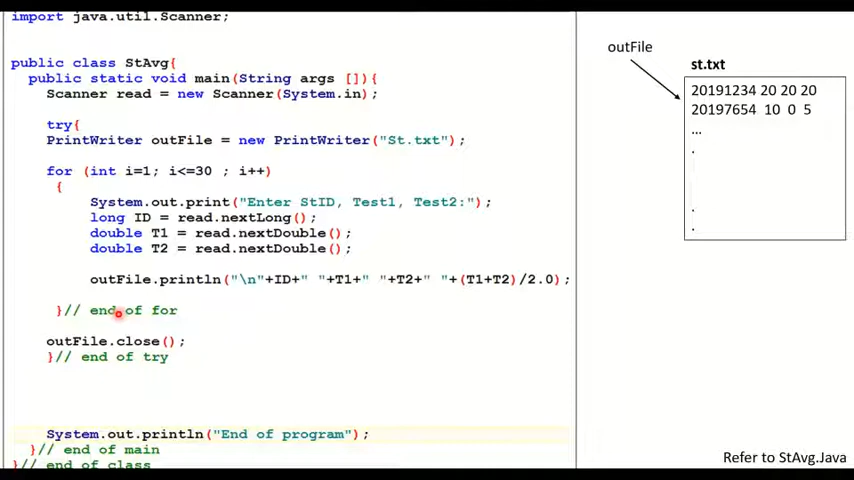 import java.util.Scanner;
public class StAvg{
public static void main(String args []){
Scanner read = new Scanner(System.in);
try{
PrintWriter outFile = new PrintWriter("St.txt");
for (int i=1; i<=30 ; i++)
{
System.out.print("Enter StID, Test1, Test2:");
long ID = read.nextLong();
double T1 = read.nextDouble();
double T2 = read.nextDouble();
outFile.println("\n"+ID+" "+T1+" "+T2+" "+(T1+T2)/2.0);
}// end of for
outFile.close();
}// end of try
System.out.println("End of program");
}// end of main
}// end of class
outFile
st.txt
20191234 20 20 20
20197654 10 0 5
...
.
.
.
Refer to StAvg.Java